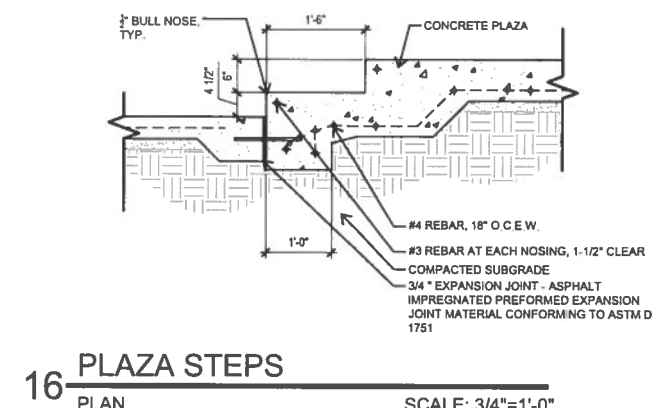 " BULL NOSE,
TYP.
1'-6"
CONCRETE PLAZA
4 1/2"
6"
1'-0"
#4 REBAR, 18" O.C.E.W.
#3 REBAR AT EACH NOSING, 1-1/2" CLEAR
COMPACTED SUBGRADE
3/4 " EXPANSION JOINT - ASPHALT
IMPREGNATED PREFORMED EXPANSION
JOINT MATERIAL CONFORMING TO ASTM D
1751
16 PLAZA STEPS
PLAN
SCALE: 3/4"=1'-0"